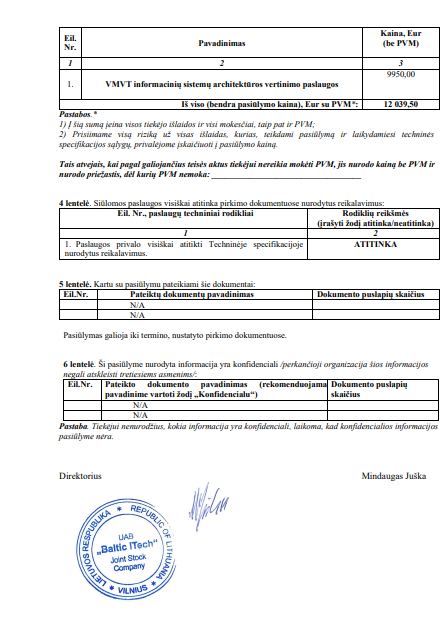 Eil. Nr. Pavadinimas Kaina, Eur (be PVM)
1 2 3
1. VMVT informacinių sistemų architektūros vertinimo paslaugos 9950,00
Iš viso (bendra pasiūlymo kaina), Eur su PVM*: 12 039,50
Pastabos.*
1) Į šią sumą įeina visos tiekėjo išlaidos ir visi mokesčiai, taip pat ir PVM;
2) Prisiimame visą riziką už visas išlaidas, kurias, teikdami pasiūlymą ir laikydamiesi techninės
specifikacijos sąlygų, privalėjome įskaičiuoti į pasiūlymo kainą.
Tais atvejais, kai pagal galiojančius teisės aktus tiekėjui nereikia mokėti PVM, jis nurodo kainą be PVM ir
nurodo priežastis, dėl kurių PVM nemoka:
4 lentelė. Siūlomos paslaugos visiškai atitinka pirkimo dokumentuose nurodytus reikalavimus:
Eil. Nr., paslaugų techniniai rodikliai Rodiklių reikšmės
(įrašyti žodį atitinka/neatitinka)
1 2
1. Paslaugos privalo visiškai atitikti Techninėje specifikacijoje ATITINKA
nurodytus reikalavimus.
5 lentelė. Kartu su pasiūlymu pateikiami šie dokumentai:
Eil.Nr. Pateiktų dokumentų pavadinimas Dokumento puslapių skaičius
N/A
N/A
Pasiūlymas galioja iki termino, nustatyto pirkimo dokumentuose.
6 lentelė. Ši pasiūlyme nurodyta informacija yra konfidenciali /perkančioji organizacija šios informacijos
negali atskleisti tretiesiems asmenims/:
Eil.Nr. Pateikto dokumento pavadinimas (rekomenduojama Dokumento puslapių
pavadinime vartoti žodį „Konfidencialu“) skaičius
N/A
N/A
Pastaba. Tiekėjui nenurodžius, kokia informacija yra konfidenciali, laikoma, kad konfidencialios informacijos
pasiūlyme nėra.
Direktorius Mindaugas Juška
LIETUVOS RESPUBLIKA * REPUBLIC OF LITHUANIA
UAB
„Baltic ITech“
Joint Stock
Company
* VILNIUS *